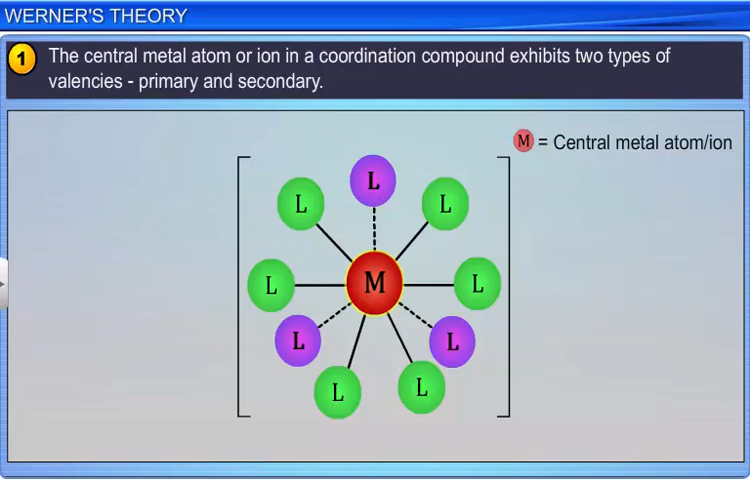 WERNER'S THEORY
1
The central metal atom or ion in a coordination compound exhibits two types of
valencies - primary and secondary.
M = Central metal atom/ion
L
L
L
L
M
L
L
L
L
L